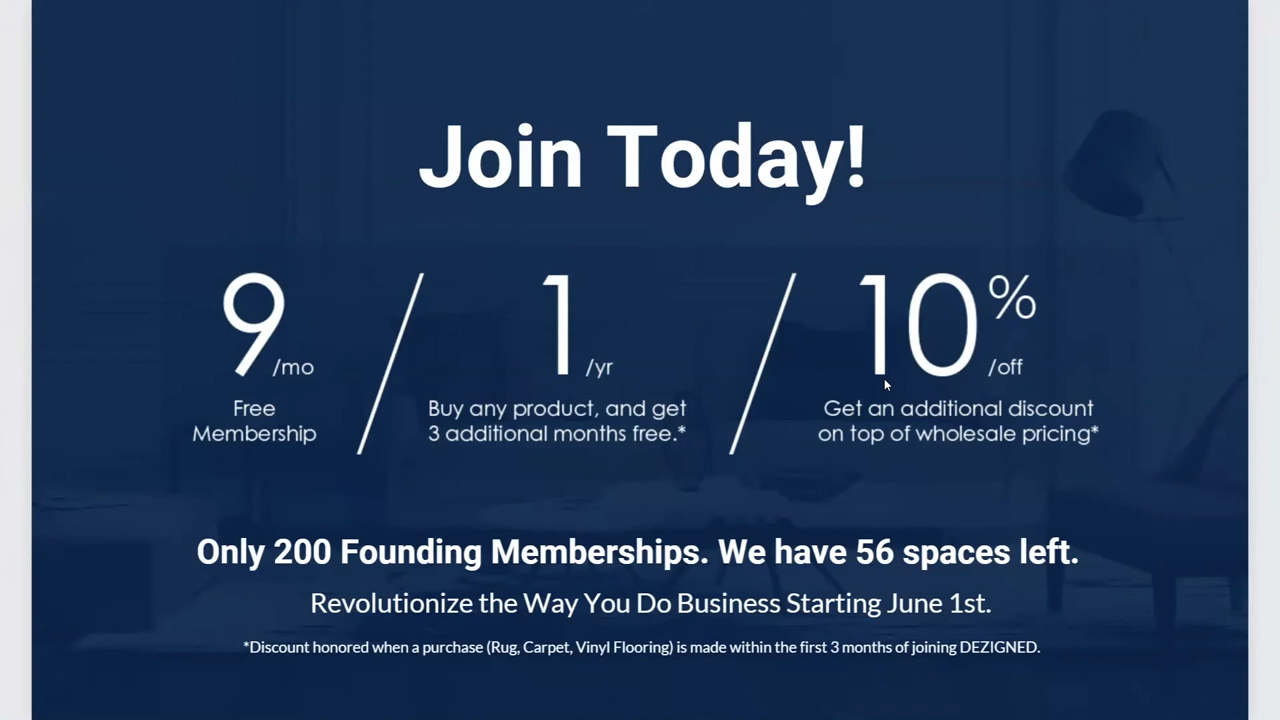 Join Today!
9 /mo
Free
Membership
1 /yr
Buy any product, and get
3 additional months free.*
10% /off
Get an additional discount
on top of wholesale pricing*
Only 200 Founding Memberships. We have 56 spaces left.
Revolutionize the Way You Do Business Starting June 1st.
*Discount honored when a purchase (Rug, Carpet, Vinyl Flooring) is made within the first 3 months of joining DEZIGNED.